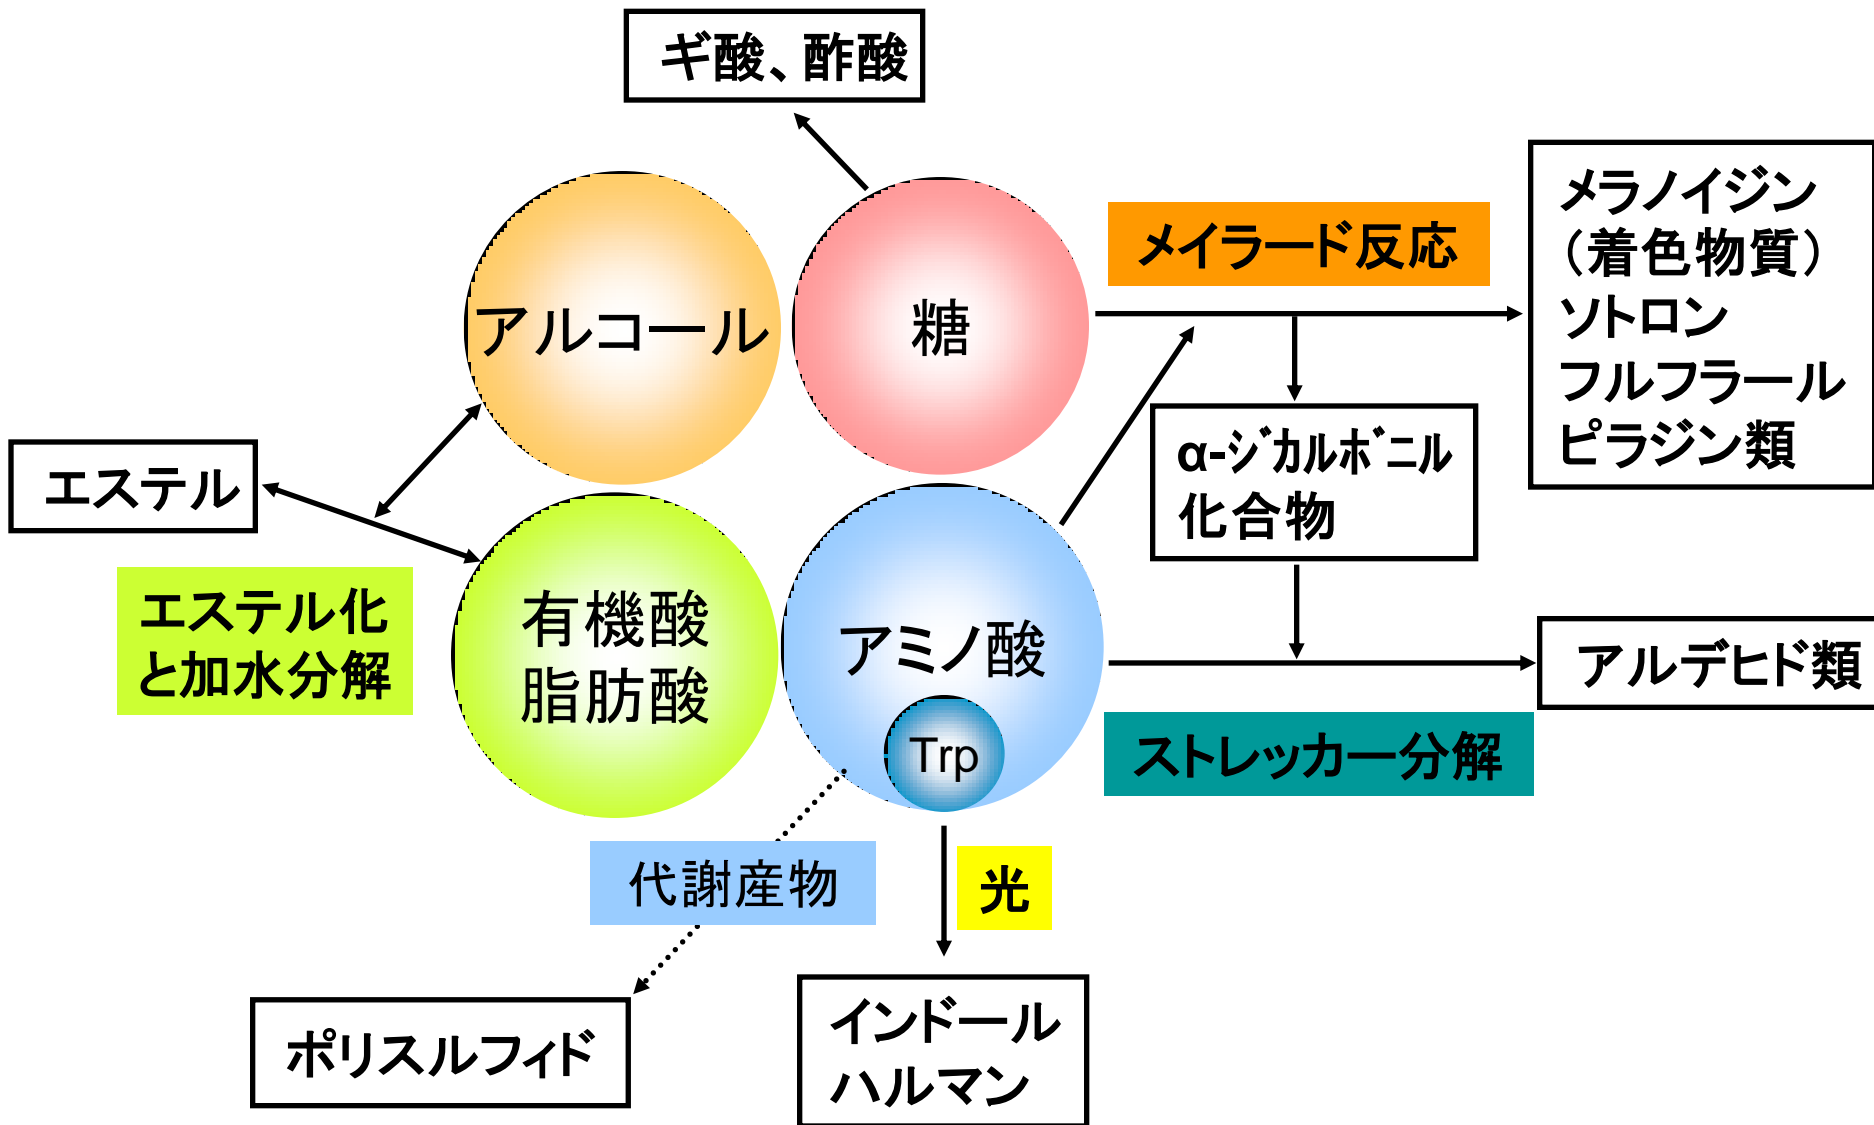 ギ酸、酢酸
アルコール
糖
メイラード反応
メラノイジン
（着色物質）
ソトロン
フルフラール
ピラジン類
α-ｼﾞｶﾙﾎﾞﾆﾙ
化合物
エステル
エステル化
と加水分解
有機酸
脂肪酸
アミノ酸
Trp
アルデヒド類
ストレッカー分解
代謝産物
光
ポリスルフィド
インドール
ハルマン